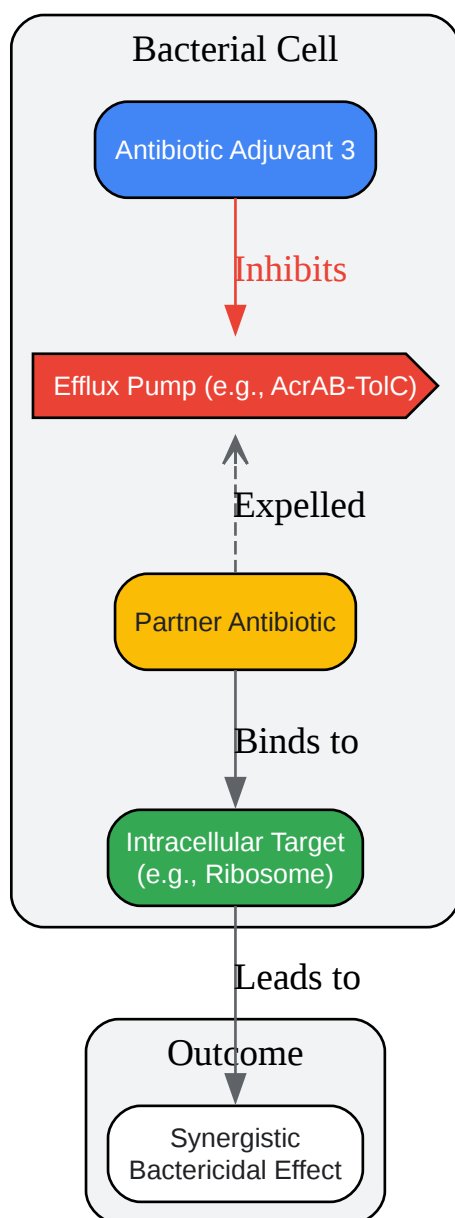 Bacterial Cell
Antibiotic Adjuvant 3
Inhibits
Efflux Pump (e.g., AcrAB-TolC)
Expelled
Partner Antibiotic
Binds to
Intracellular Target
(e.g., Ribosome)
Leads to
Outcome
Synergistic
Bactericidal Effect